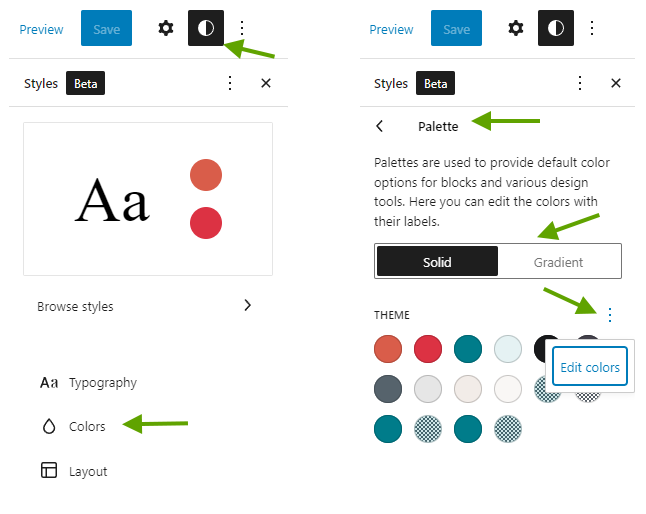 Preview Save
Styles Beta
Aa
Browse styles
Aa Typography
Colors
Layout
Preview Save
Styles Beta
Palette
Palettes are used to provide default color
options for blocks and various design
tools. Here you can edit the colors with
their labels.
Solid Gradient
THEME
Edit colors